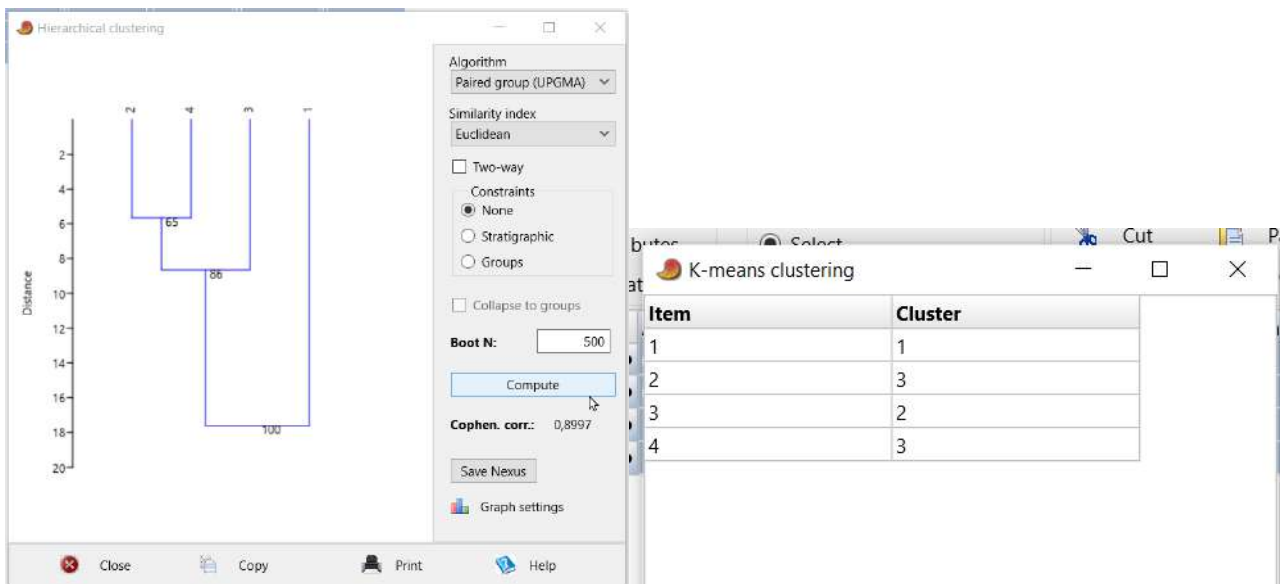 Hierarchical clustering
2 4 3 1
2
4
6
8
10
12
14
16
18
20
Distance
65
86
100
Algorithm
Paired group (UPGMA)
Similarity index
Euclidean
Two-way
Constraints
None
Stratigraphic
Groups
Collapse to groups
Boot N: 500
Compute
Cophen. corr.: 0,8997
Save Nexus
Graph settings
Close Copy Print Help
Select Cut
K-means clustering
Item Cluster
1 1
2 3
3 2
4 3